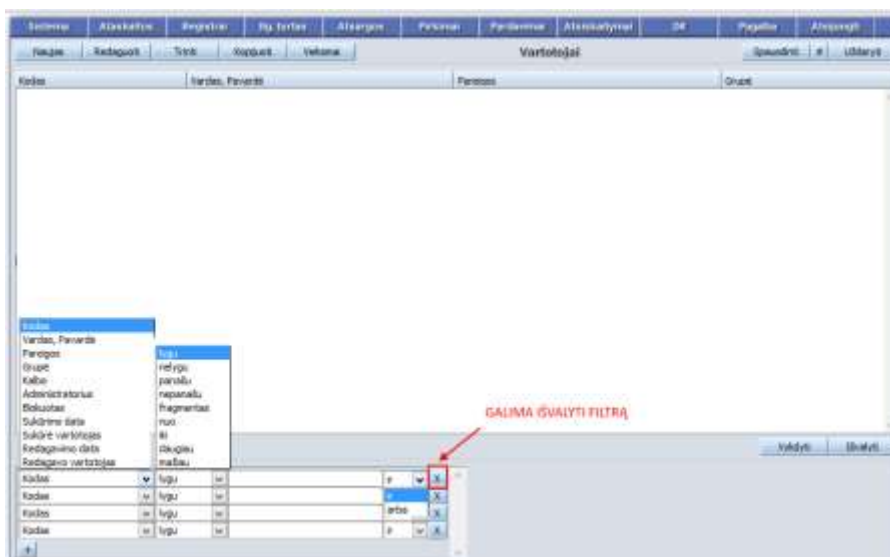 Sistema Ataskaitos Registrai Did. knyga Atsargos Pirkimai Pardavimai Atsiskaitymai DK Pagalba Atsijungti
Naujas Redaguoti Trinti Kopijuoti Veiksmai Vartotojai Spausdinti # Uždaryti
Kodas Vardas, Pavardė Pareigos Grupė
Kodas
Vardas, Pavardė
Pareigos
Grupė
Kalba
Administratorius
Blokuotas
Sukūrimo data
Sukūrė vartotojas
Redagavimo data
Redagavo vartotojas
lygu
nelygu
panašu
nepanašu
fragmentas
nuo
iki
daugiau
mažiau
GALIMA IŠVALYTI FILTRĄ
Vykdyti Išvalyti
Kodas lygu ir X
Kodas lygu ir X
Kodas lygu arba X
Kodas lygu ir X
+